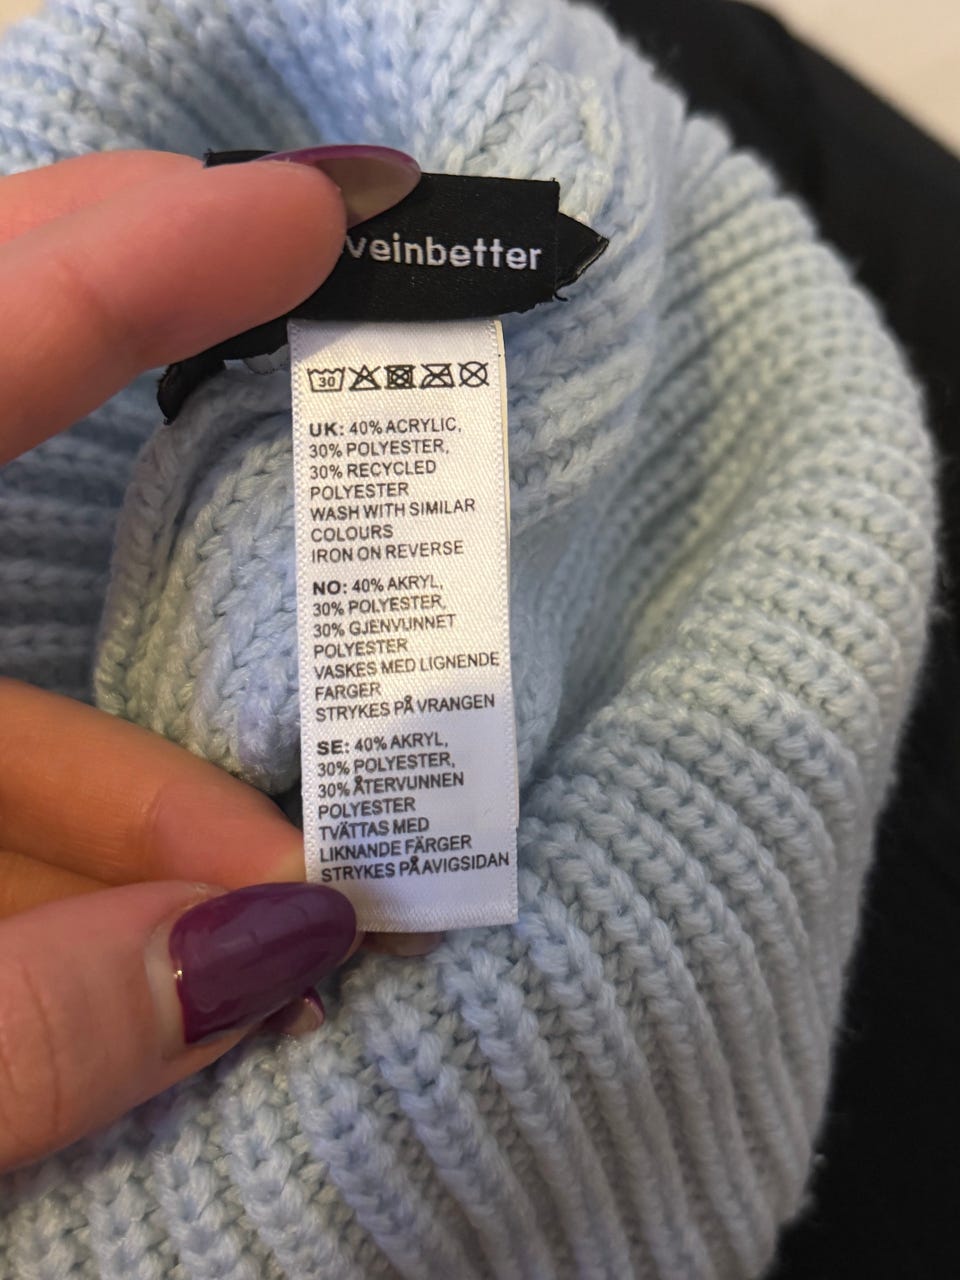 veinbetter
30
UK: 40% ACRYLIC,
30% POLYESTER,
30% RECYCLED
POLYESTER
WASH WITH SIMILAR
COLOURS
IRON ON REVERSE
NO: 40% AKRYL,
30% POLYESTER,
30% GJENVUNNET
POLYESTER
VASKES MED LIGNENDE
FARGER
STRYKES PÅ VRANGEN
SE: 40% AKRYL,
30% POLYESTER,
30% ÅTERVUNNEN
POLYESTER
TVÄTTAS MED
LIKNANDE FÄRGER
STRYKES PÅ AVIGSIDAN